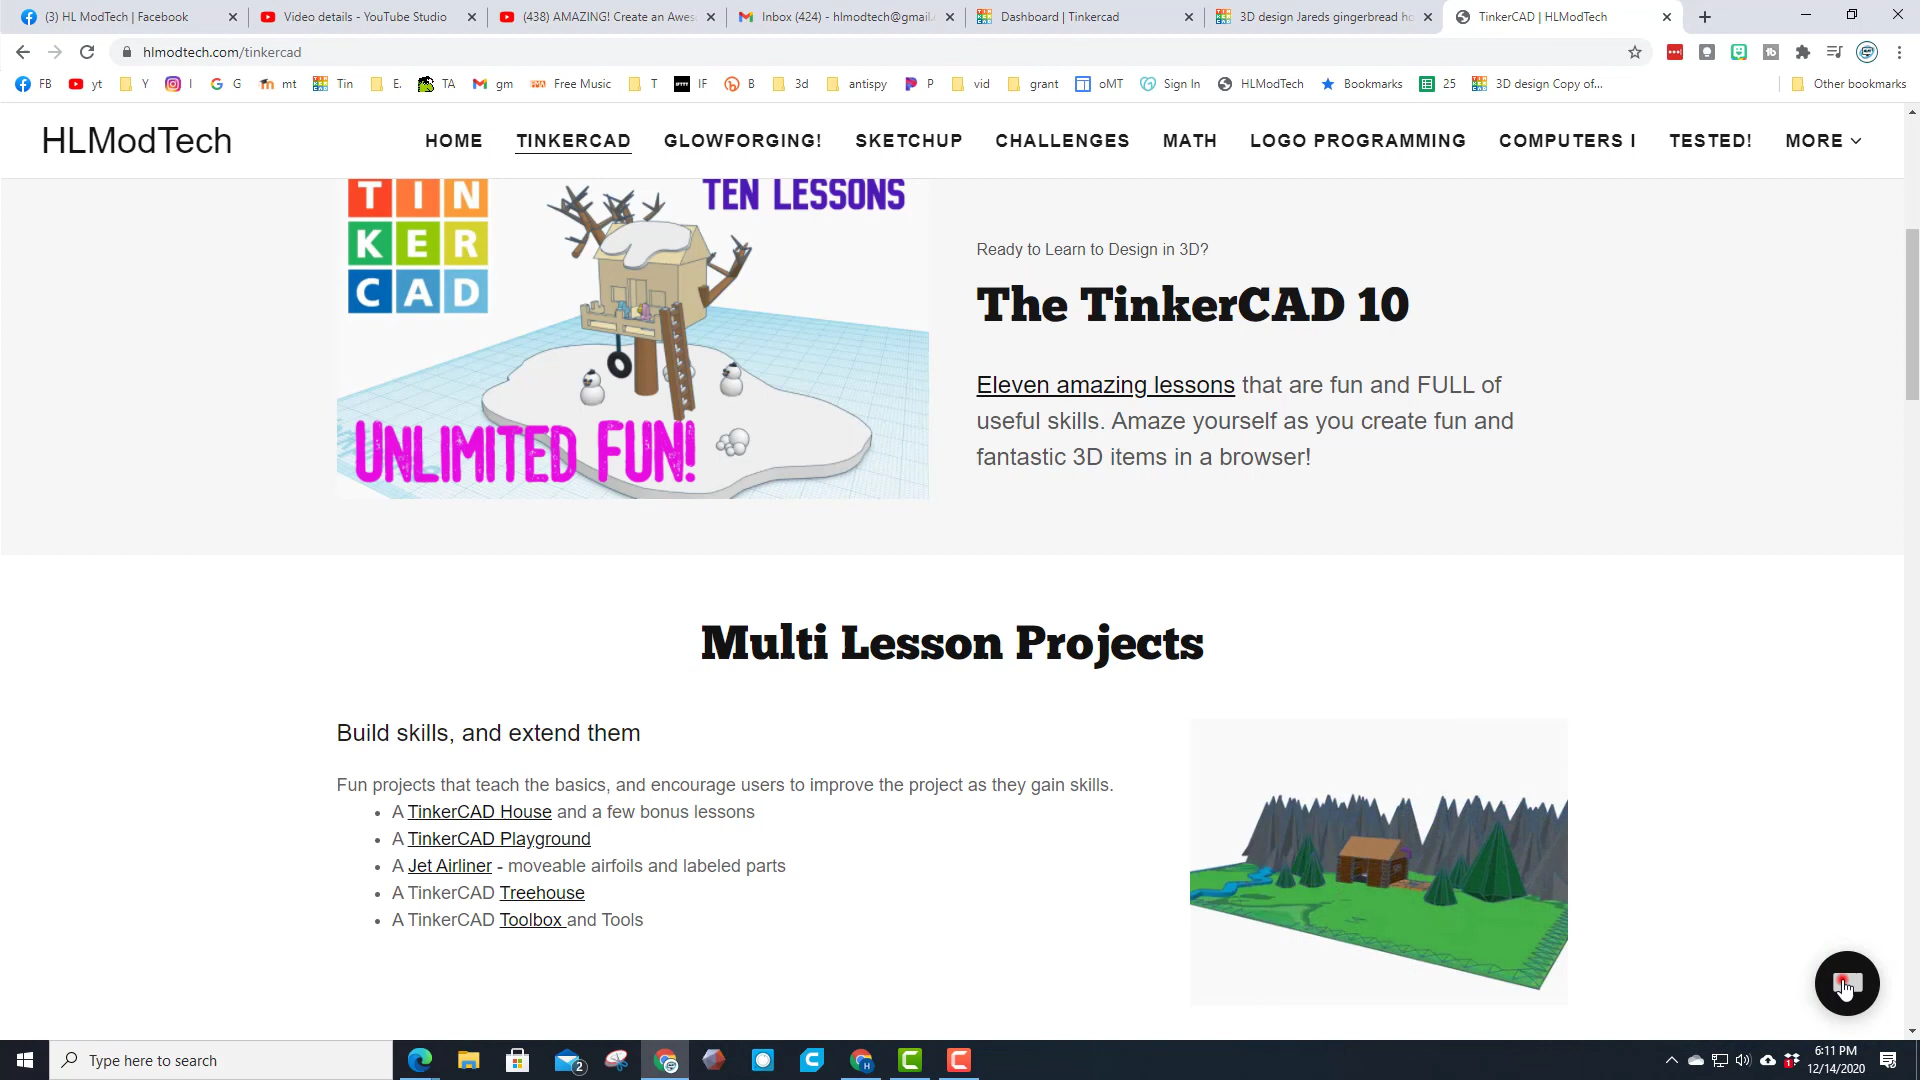 (3) HL ModTech | Facebook
Video details - YouTube Studio
(438) AMAZING! Create an Awes
Inbox (424) - hlmodtech@gmail.
Dashboard | Tinkercad
3D design Jareds gingerbread ho
TinkerCAD | HLModTech
hlmodtech.com/tinkercad
FB yt Y I G mt Tin E. TA gm Free Music T IF B 3d antispy P vid grant oMT Sign In HLModTech Bookmarks 25 3D design Copy of... Other bookmarks
HLModTech
HOME TINKERCAD GLOWFORGING! SKETCHUP CHALLENGES MATH LOGO PROGRAMMING COMPUTERS I TESTED! MORE
TIN
KER
CAD
TEN LESSONS
UNLIMITED FUN!
Ready to Learn to Design in 3D?
The TinkerCAD 10
Eleven amazing lessons that are fun and FULL of
useful skills. Amaze yourself as you create fun and
fantastic 3D items in a browser!
Multi Lesson Projects
Build skills, and extend them
Fun projects that teach the basics, and encourage users to improve the project as they gain skills.
• A TinkerCAD House and a few bonus lessons
• A TinkerCAD Playground
• A Jet Airliner - moveable airfoils and labeled parts
• A TinkerCAD Treehouse
• A TinkerCAD Toolbox and Tools
Type here to search
2
6:11 PM
12/14/2020